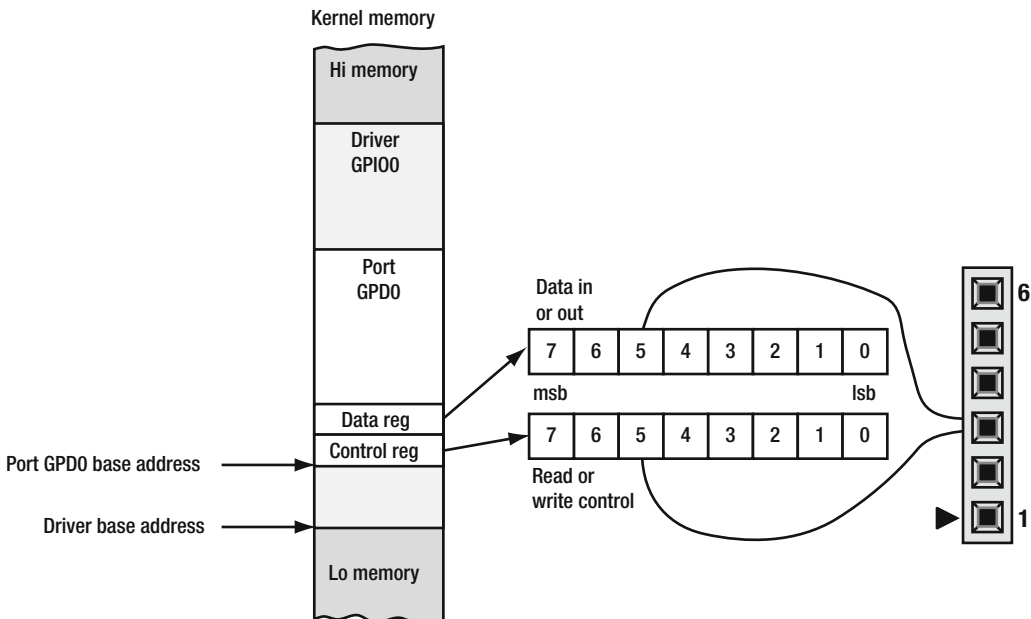 Kernel memory
Hi memory
Driver
GPIO0
Port
GPD0
Data reg
Control reg
Port GPD0 base address
Driver base address
Lo memory
Data in
or out
7 6 5 4 3 2 1 0
msb lsb
7 6 5 4 3 2 1 0
Read or
write control
6
1